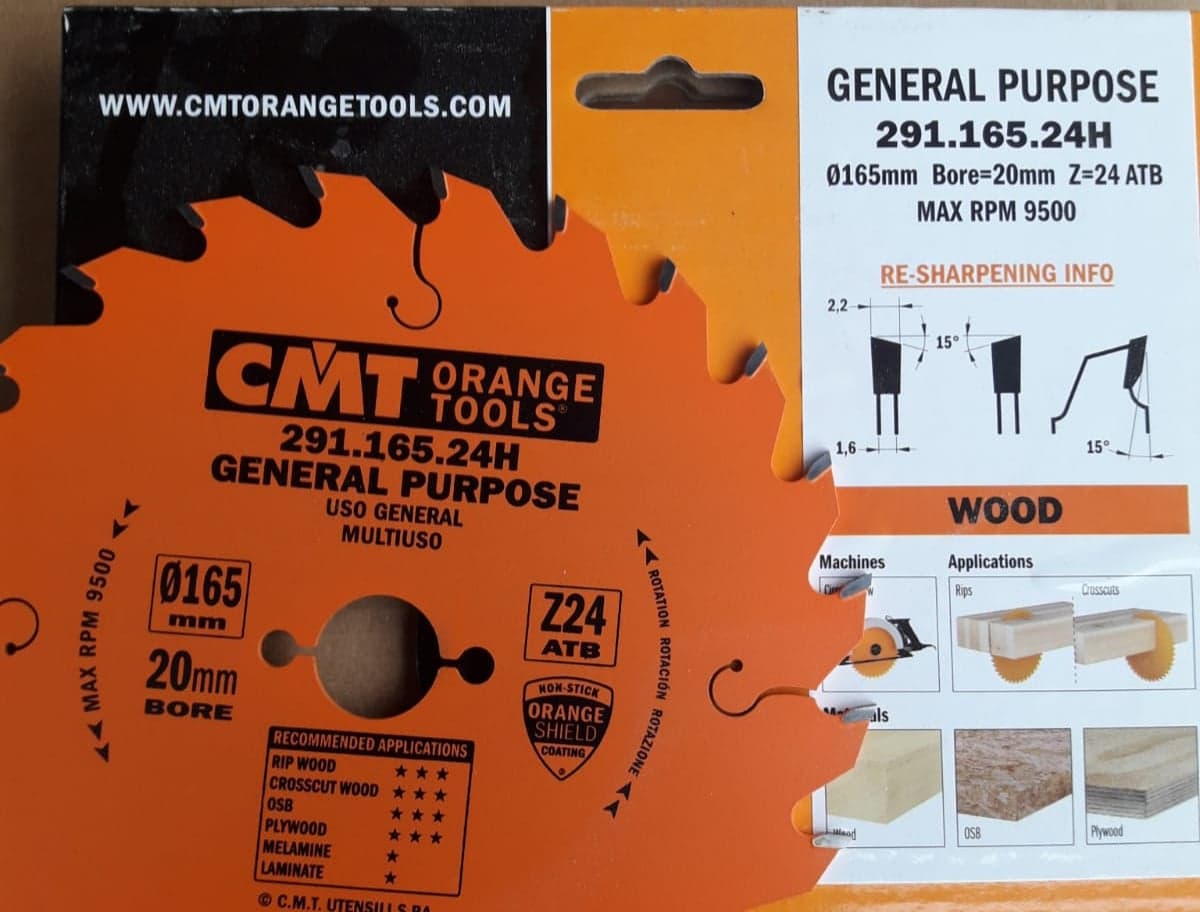 WWW.CMTORANGETOOLS.COM
CMT ORANGE
TOOLS®
291.165.24H
GENERAL PURPOSE
USO GENERAL
MULTIUSO
MAX RPM 9500
Ø165
mm
20mm
BORE
Z24
ATB
NON-STICK
ORANGE
SHIELD
COATING
ROTATION ROTACIÓN ROTAZIONE
RECOMMENDED APPLICATIONS
RIP WOOD ★★★
CROSSCUT WOOD ★★★
OSB ★★★
PLYWOOD ★★★
MELAMINE ★
LAMINATE ★
© C.M.T. UTENSILI S.P.A.
GENERAL PURPOSE
291.165.24H
Ø165mm Bore=20mm Z=24 ATB
MAX RPM 9500
RE-SHARPENING INFO
2,2
15°
1,6
15°
WOOD
Machines
Applications
Rips
Crosscuts
OSB
Plywood